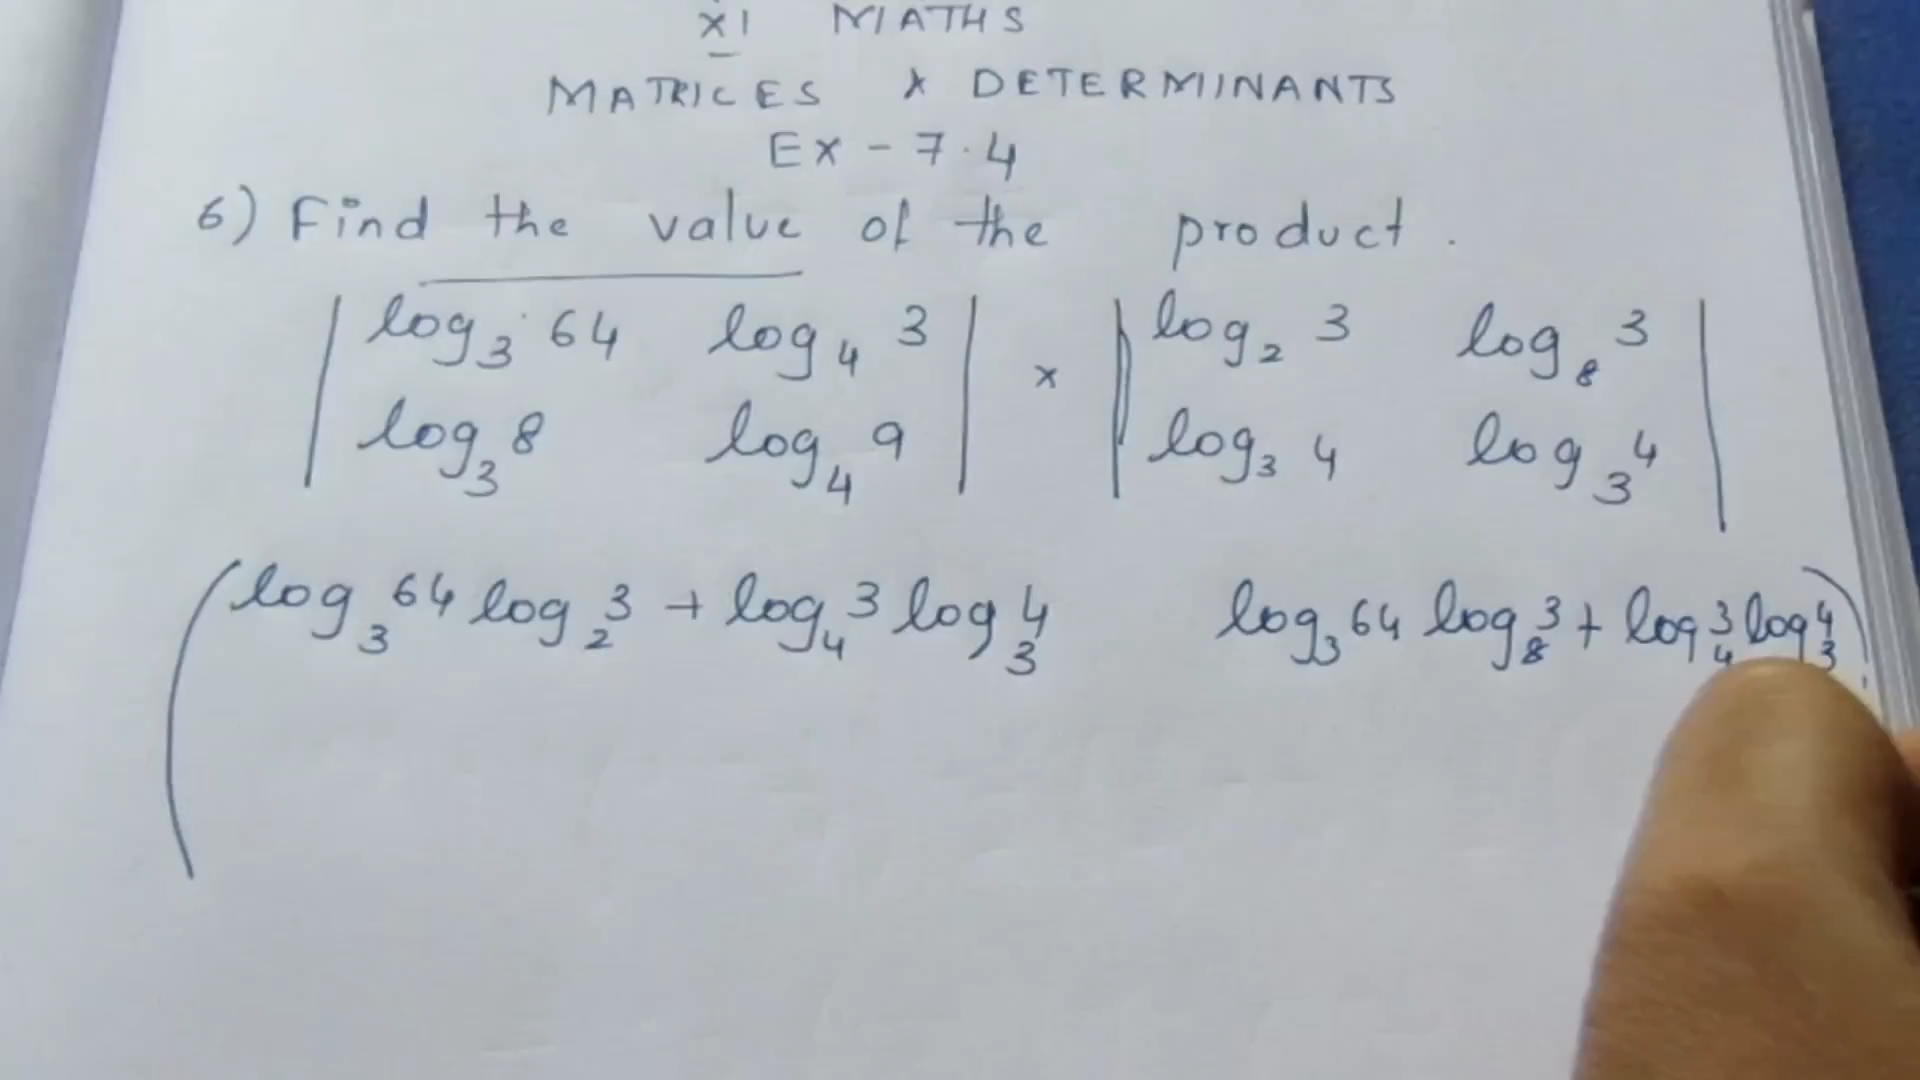 XI MATHS
MATRICES & DETERMINANTS
Ex - 7.4
6) Find the value of the product.
| log₃ 64 log₄ 3 | × | log₂ 3 log₈ 3 |
| log₃ 8 log₄ 9 | | log₃ 4 log₃ 4 |
( log₃ 64 log₂ 3 + log₄ 3 log₃ 4 log₃ 64 log₈ 3 + log₄ 3 log₃ 4 )